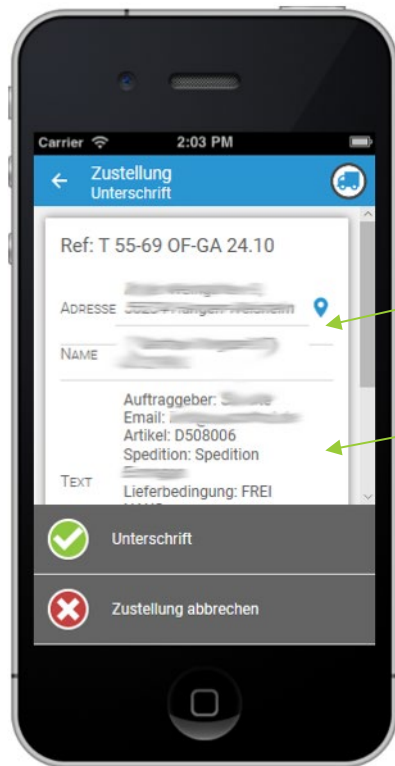 Carrier 2:03 PM
Zustellung
Unterschrift
Ref: T 55-69 OF-GA 24.10
ADRESSE
NAME
Auftraggeber:
Email:
Artikel: D508006
Spedition: Spedition
TEXT
Lieferbedingung: FREI
Unterschrift
Zustellung abbrechen